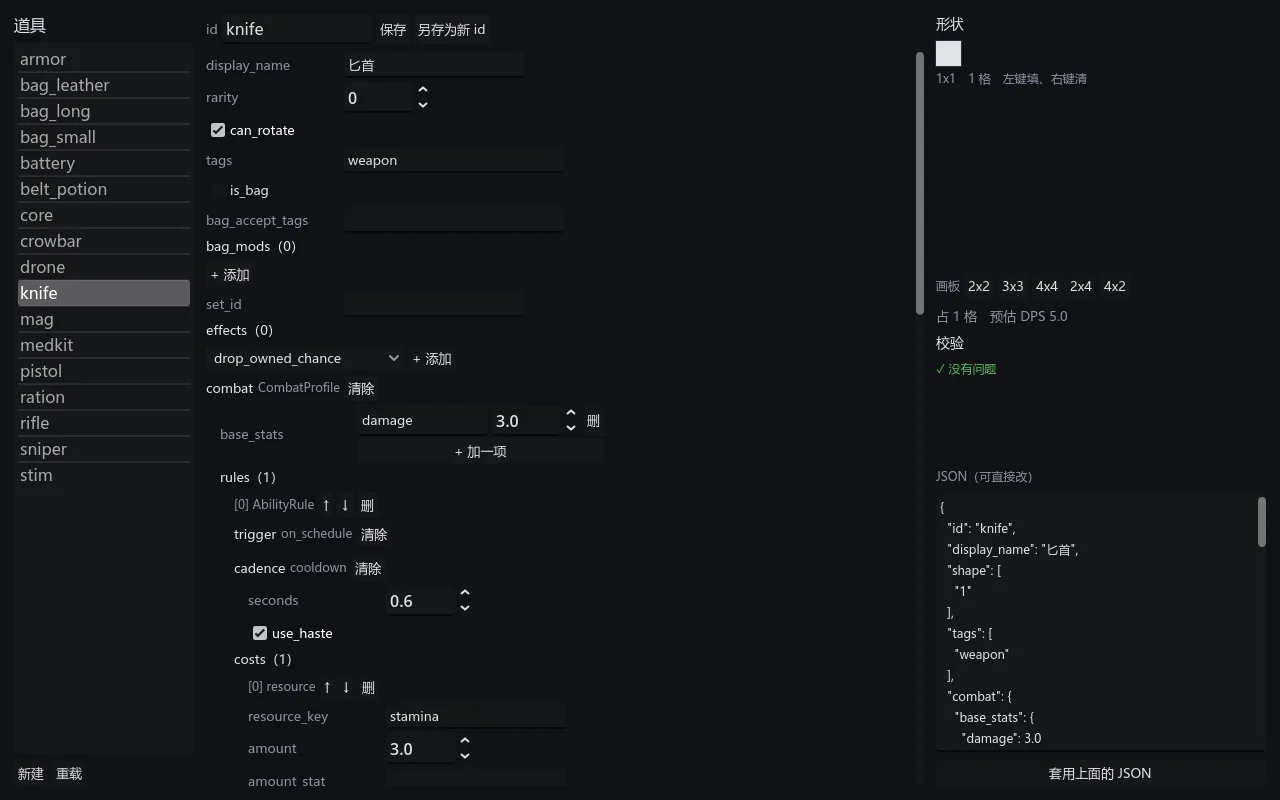 道具
armor
bag_leather
bag_long
bag_small
battery
belt_potion
core
crowbar
drone
knife
mag
medkit
pistol
ration
rifle
sniper
stim
新建 重载
id knife 保存 另存为新 id
display_name 匕首
rarity 0
can_rotate
tags weapon
is_bag
bag_accept_tags
bag_mods (0)
+ 添加
set_id
effects (0)
drop_owned_chance + 添加
combat CombatProfile 清除
base_stats damage 3.0 删
+ 加一项
rules (1)
[0] AbilityRule ↑ ↓ 删
trigger on_schedule 清除
cadence cooldown 清除
seconds 0.6
use_haste
costs (1)
[0] resource ↑ ↓ 删
resource_key stamina
amount 3.0
amount_stat
形状
1x1 1 格 左键填、右键清
画板 2x2 3x3 4x4 2x4 4x2
占 1 格 预估 DPS 5.0
校验
✓ 没有问题
JSON（可直接改）
{
"id": "knife",
"display_name": "匕首",
"shape": [
"1"
],
"tags": [
"weapon"
],
"combat": {
"base_stats": {
"damage": 3.0
套用上面的 JSON